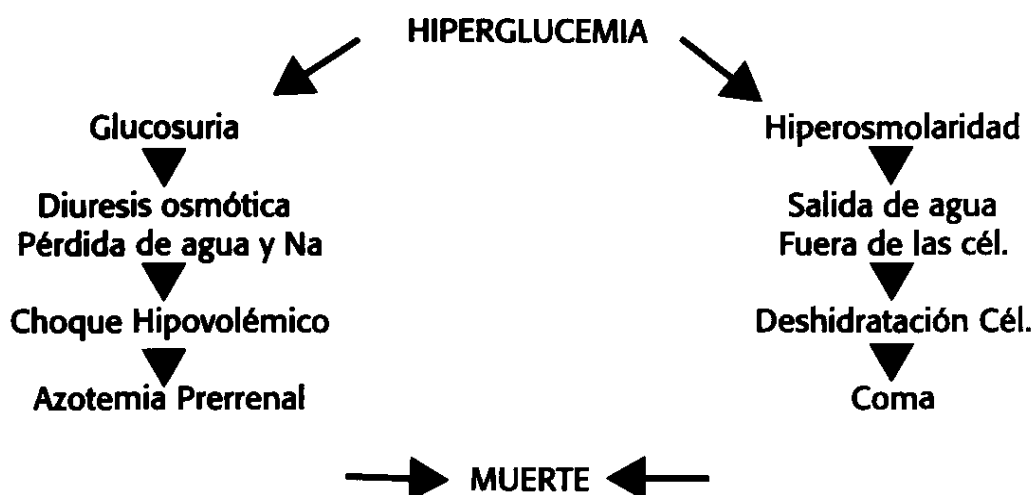 HIPERGLUCEMIA
Glucosuria
Diuresis osmótica
Pérdida de agua y Na
Choque Hipovolémico
Azotemia Prerrenal
Hiperosmolaridad
Salida de agua
Fuera de las cél.
Deshidratación Cél.
Coma
MUERTE